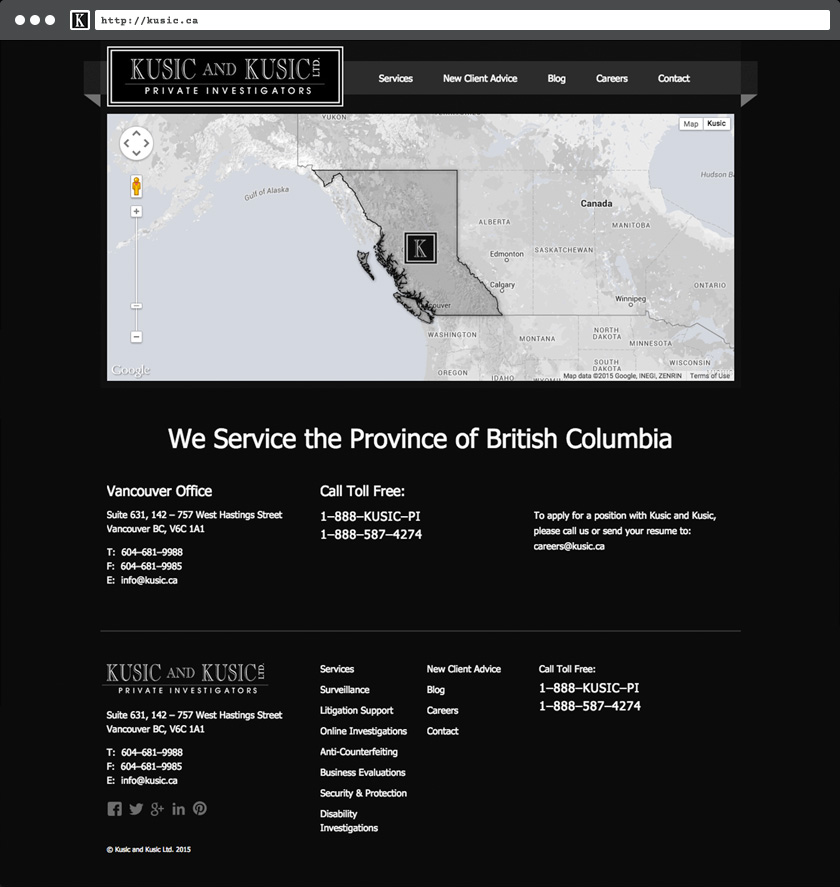 K http://kusic.ca
KUSIC AND KUSIC LTD.
PRIVATE INVESTIGATORS
Services New Client Advice Blog Careers Contact
YUKON
Map Kusic
Gulf of Alaska
Hudson B
Canada
ALBERTA
MANITOBA
K
Edmonton
SASKATCHEWAN
Calgary
ONTARIO
Winnipeg
couver
WASHINGTON
MONTANA
NORTH
DAKOTA
MINNESOTA
SOUTH
DAKOTA
WISCONSIN
OREGON
IDAHO
WYOMI
Google
Map data ©2015 Google, INEGI, ZENRIN Terms of Use
We Service the Province of British Columbia
Vancouver Office
Suite 631, 142 – 757 West Hastings Street
Vancouver BC, V6C 1A1
T: 604–681–9988
F: 604–681–9985
E: info@kusic.ca
Call Toll Free:
1–888–KUSIC–PI
1–888–587–4274
To apply for a position with Kusic and Kusic,
please call us or send your resume to:
careers@kusic.ca
KUSIC AND KUSIC LTD.
PRIVATE INVESTIGATORS
Suite 631, 142 – 757 West Hastings Street
Vancouver BC, V6C 1A1
T: 604–681–9988
F: 604–681–9985
E: info@kusic.ca
© Kusic and Kusic Ltd. 2015
Services
Surveillance
Litigation Support
Online Investigations
Anti-Counterfeiting
Business Evaluations
Security & Protection
Disability
Investigations
New Client Advice
Blog
Careers
Contact
Call Toll Free:
1–888–KUSIC–PI
1–888–587–4274